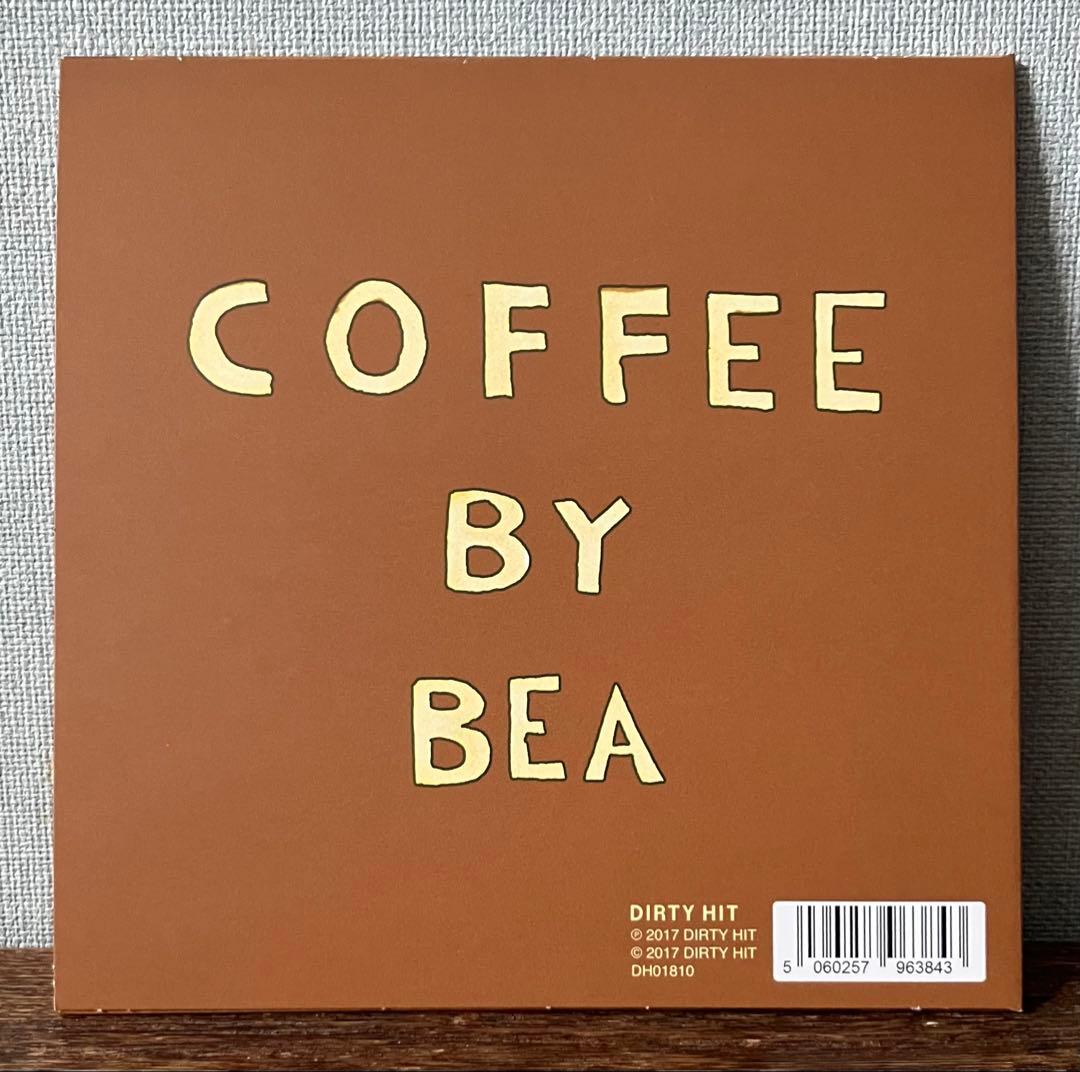 COFFEE
BY
BEA
DIRTY HIT
℗ 2017 DIRTY HIT
© 2017 DIRTY HIT
DH01810
5 060257 963843